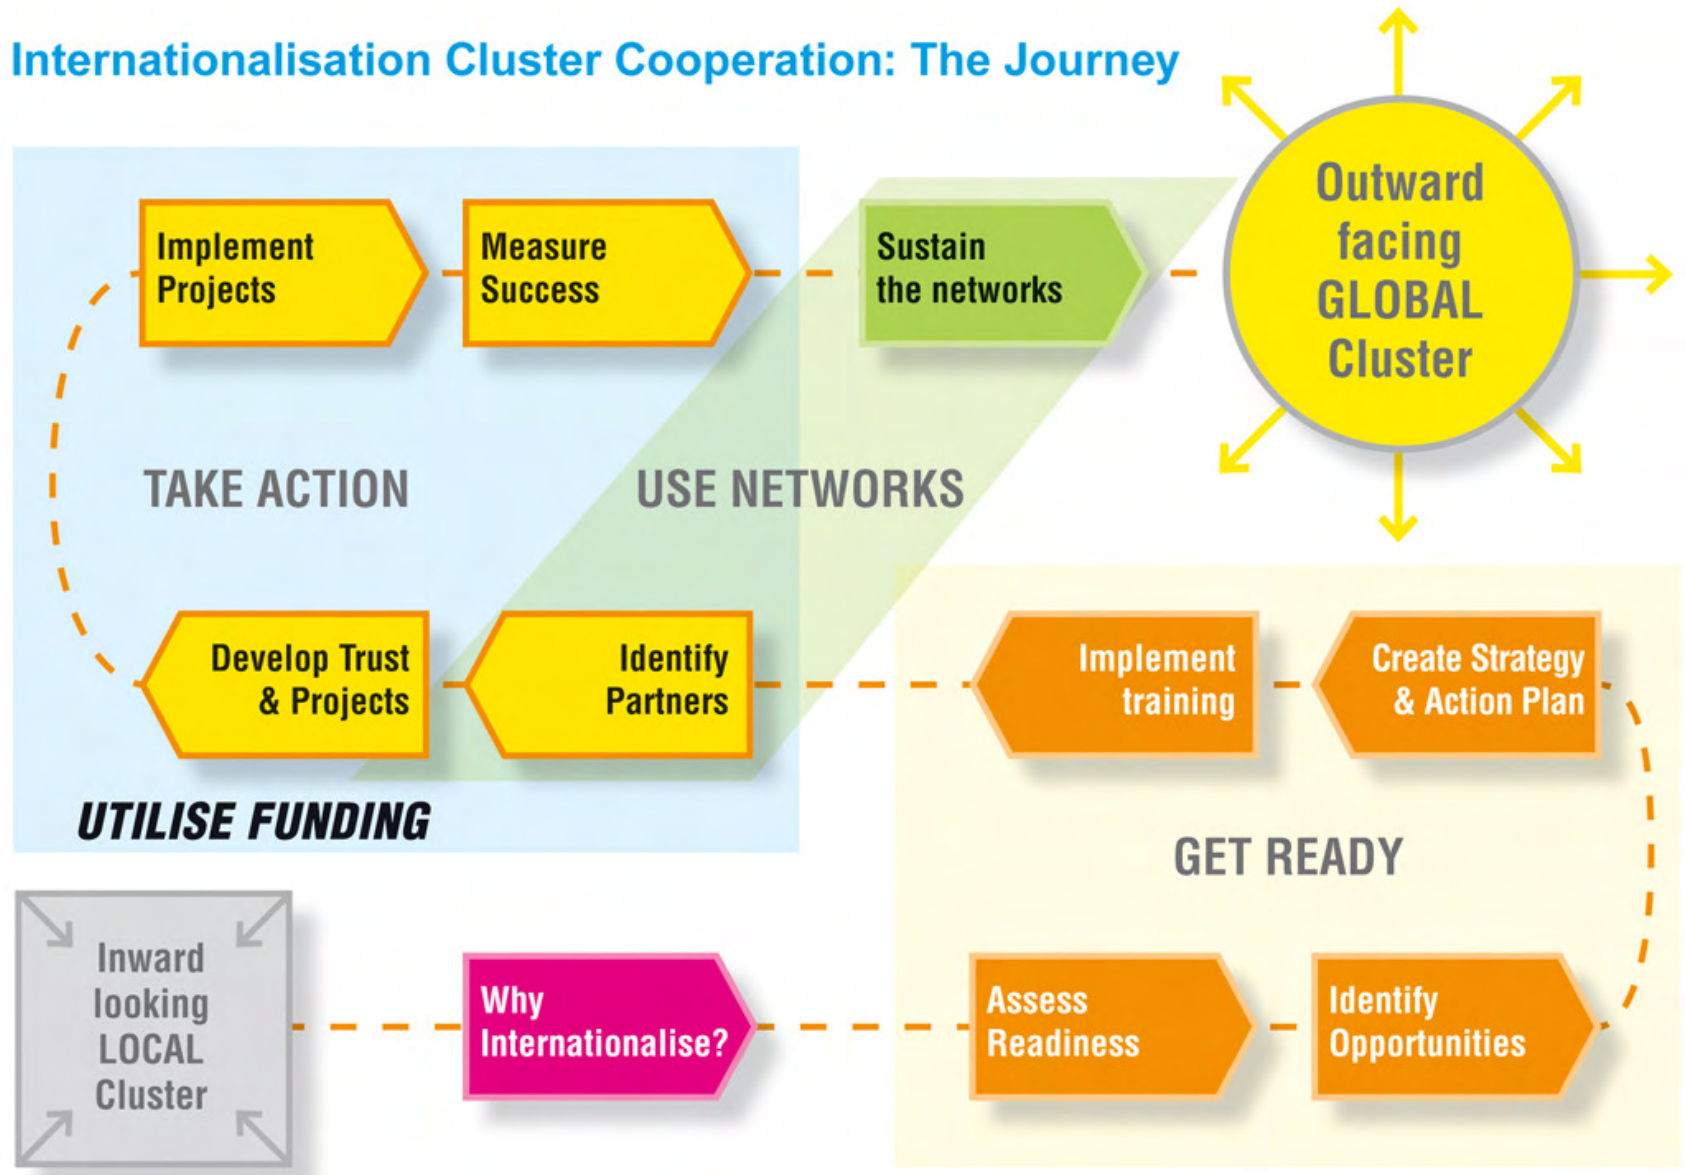 Internationalisation Cluster Cooperation: The Journey
Outward
facing
GLOBAL
Cluster
Implement
Projects
Measure
Success
Sustain
the networks
TAKE ACTION
USE NETWORKS
Develop Trust
& Projects
Identify
Partners
Implement
training
Create Strategy
& Action Plan
UTILISE FUNDING
GET READY
Inward
looking
LOCAL
Cluster
Why
Internationalise?
Assess
Readiness
Identify
Opportunities